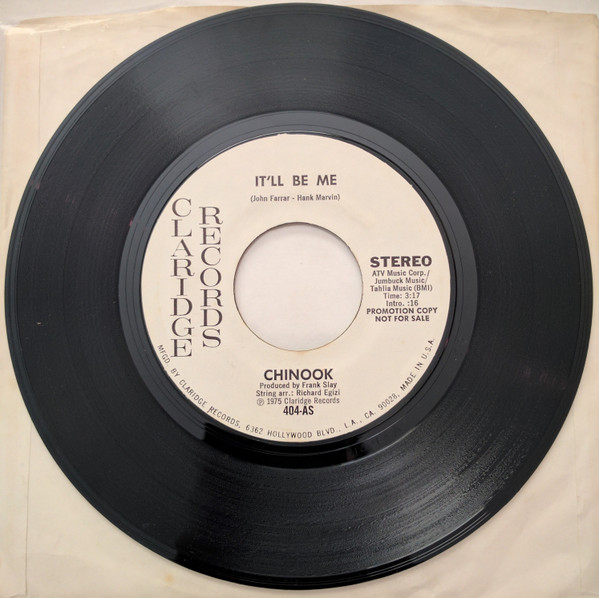 IT'LL BE ME
(John Farrar - Hank Marvin)
CLARIDGE
RECORDS
STEREO
ATV Music Corp./
Jumbuck Music/
Tahlia Music (BMI)
Time: 3:17
Intro. :16
PROMOTION COPY
NOT FOR SALE
CHINOOK
Produced by Frank Slay
String arr.: Richard Egizi
℗ 1975 Claridge Records
404-AS
MFGD. BY CLARIDGE RECORDS, 6362 HOLLYWOOD BLVD., L.A., CA. 90028, MADE IN U.S.A.